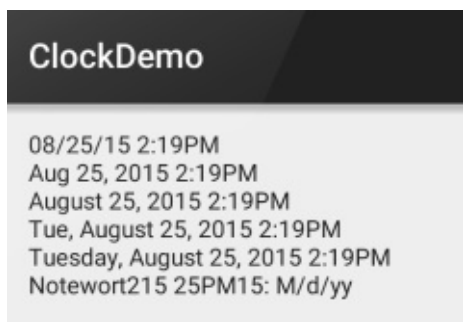 ClockDemo
08/25/15 2:19PM
Aug 25, 2015 2:19PM
August 25, 2015 2:19PM
Tue, August 25, 2015 2:19PM
Tuesday, August 25, 2015 2:19PM
Notewort215 25PM15: M/d/yy